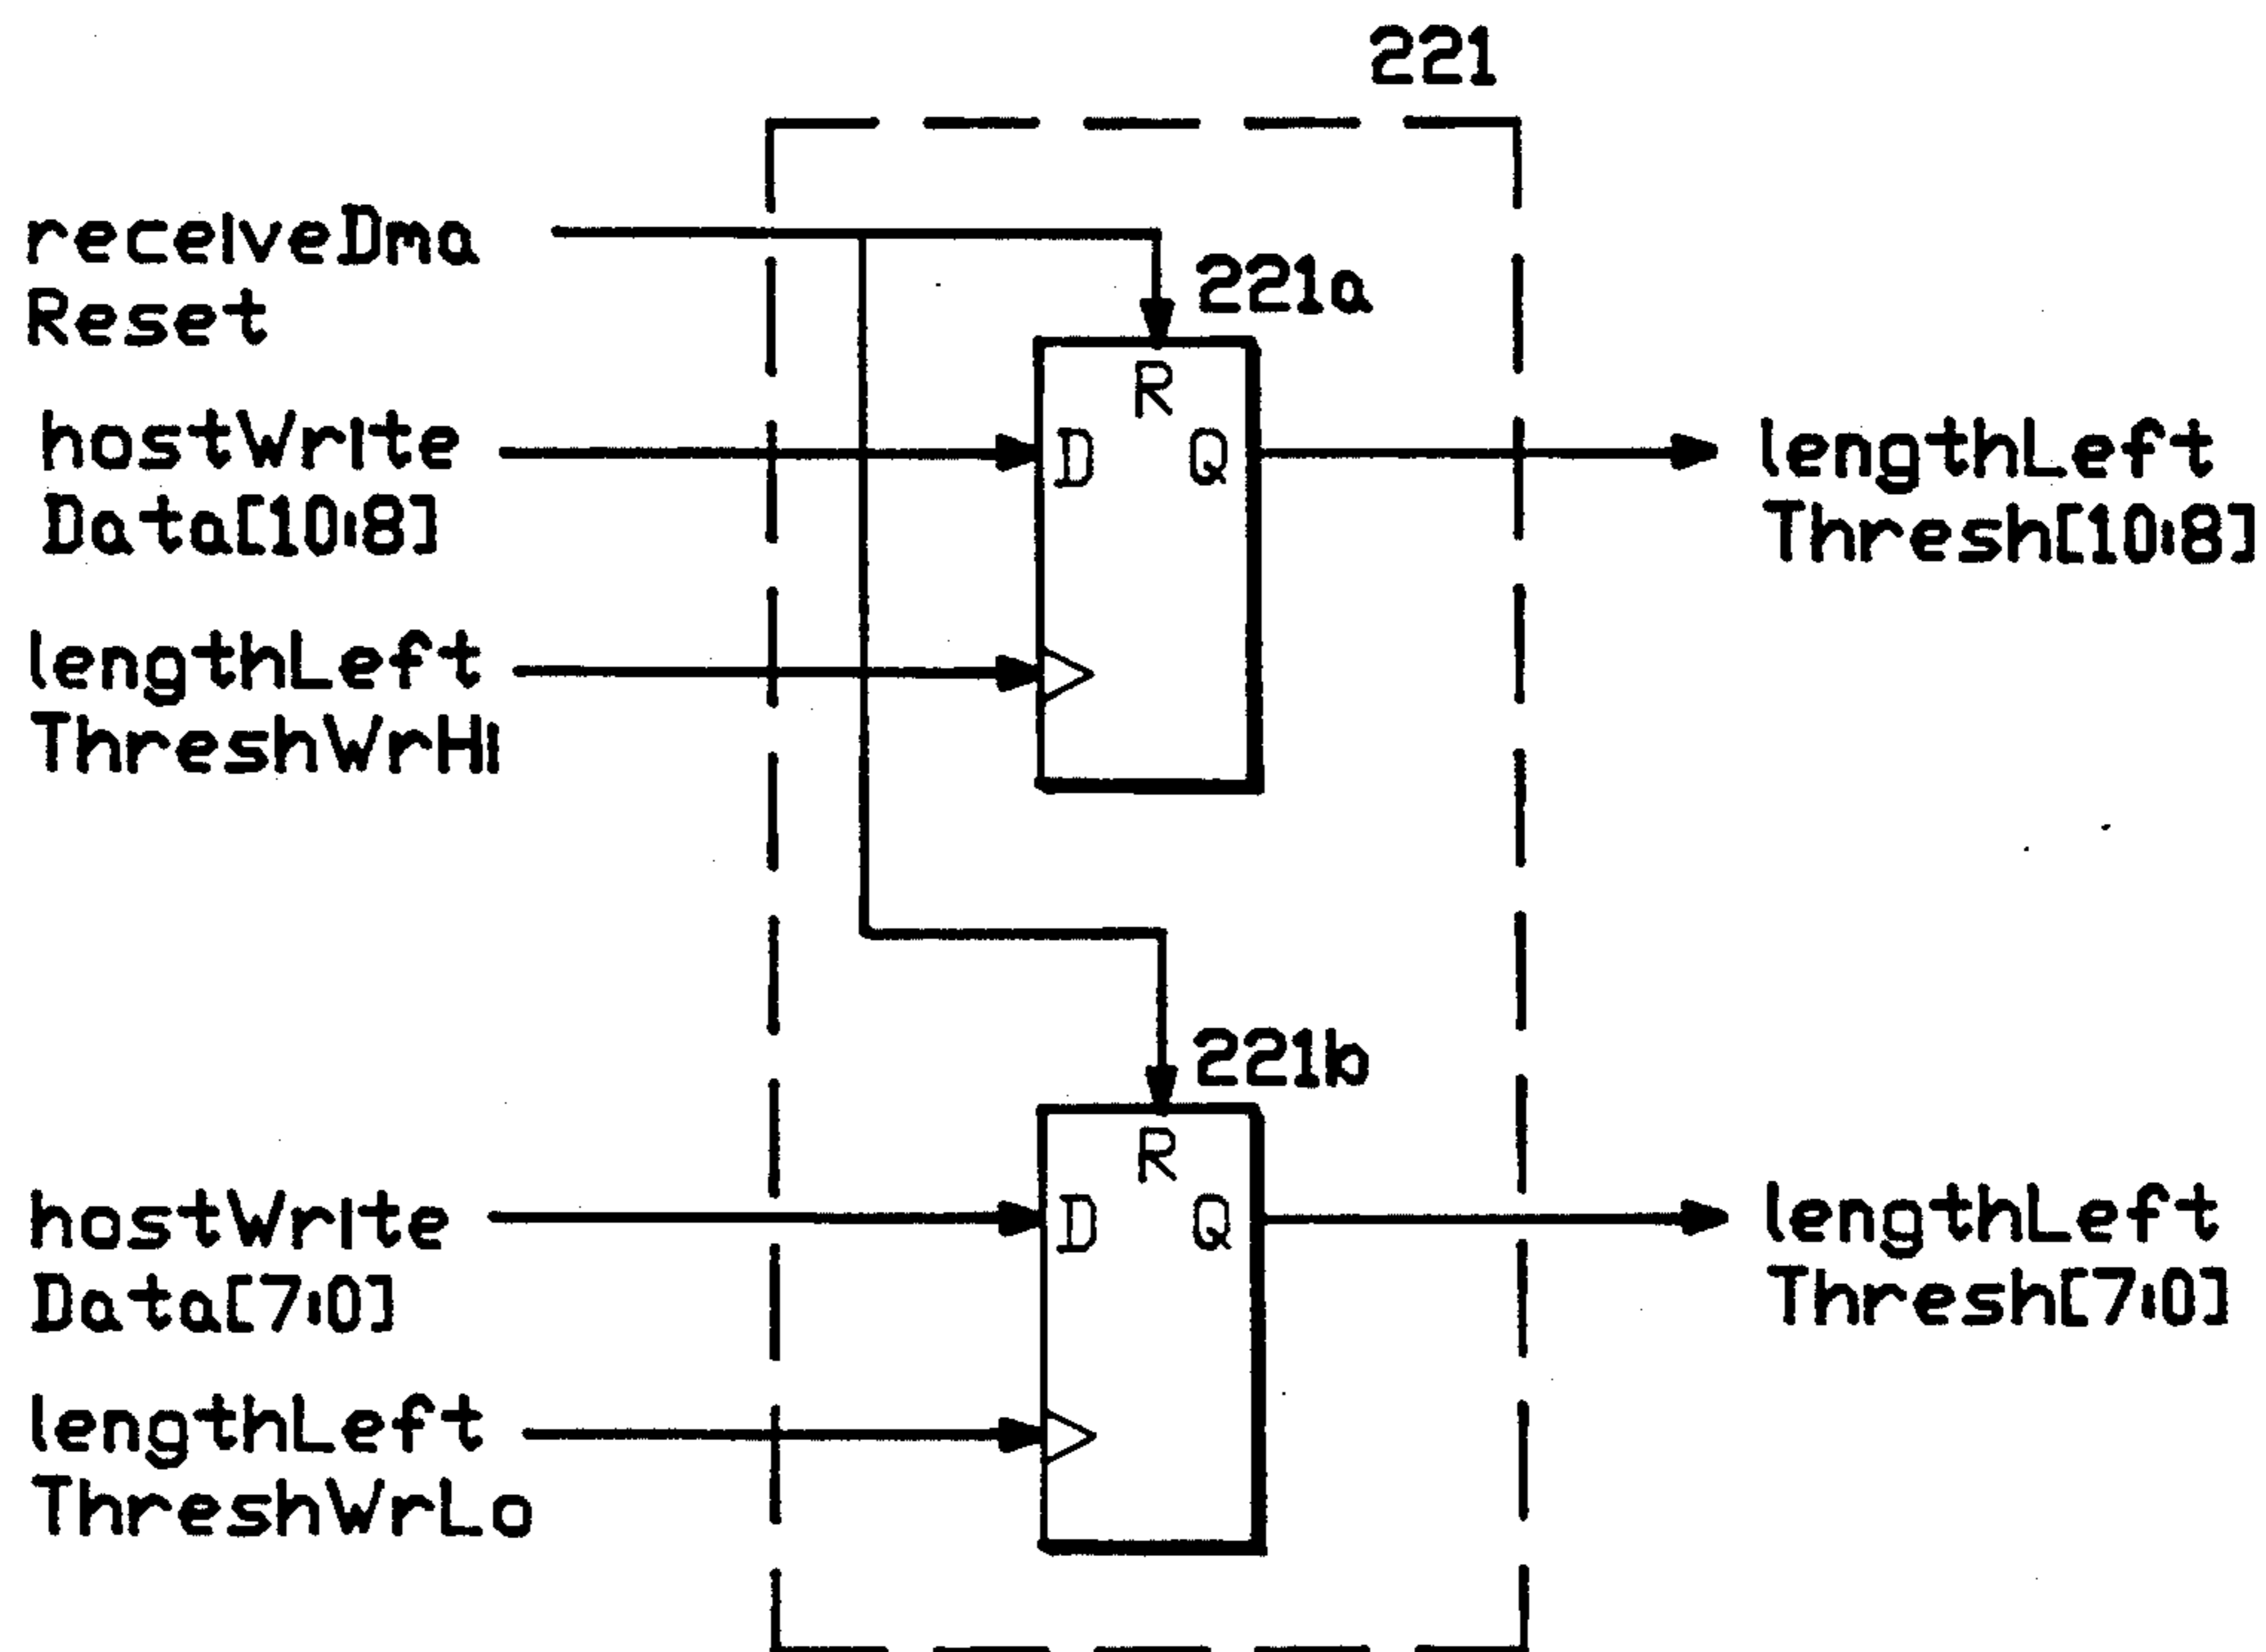 221
receiveDma
Reset
221a
R
hostWrite
Data[10:8]
D
Q
lengthLeft
Thresh[10:8]
lengthLeft
ThreshWrHi
221b
R
hostWrite
Data[7:0]
D
Q
lengthLeft
Thresh[7:0]
lengthLeft
ThreshWrLo